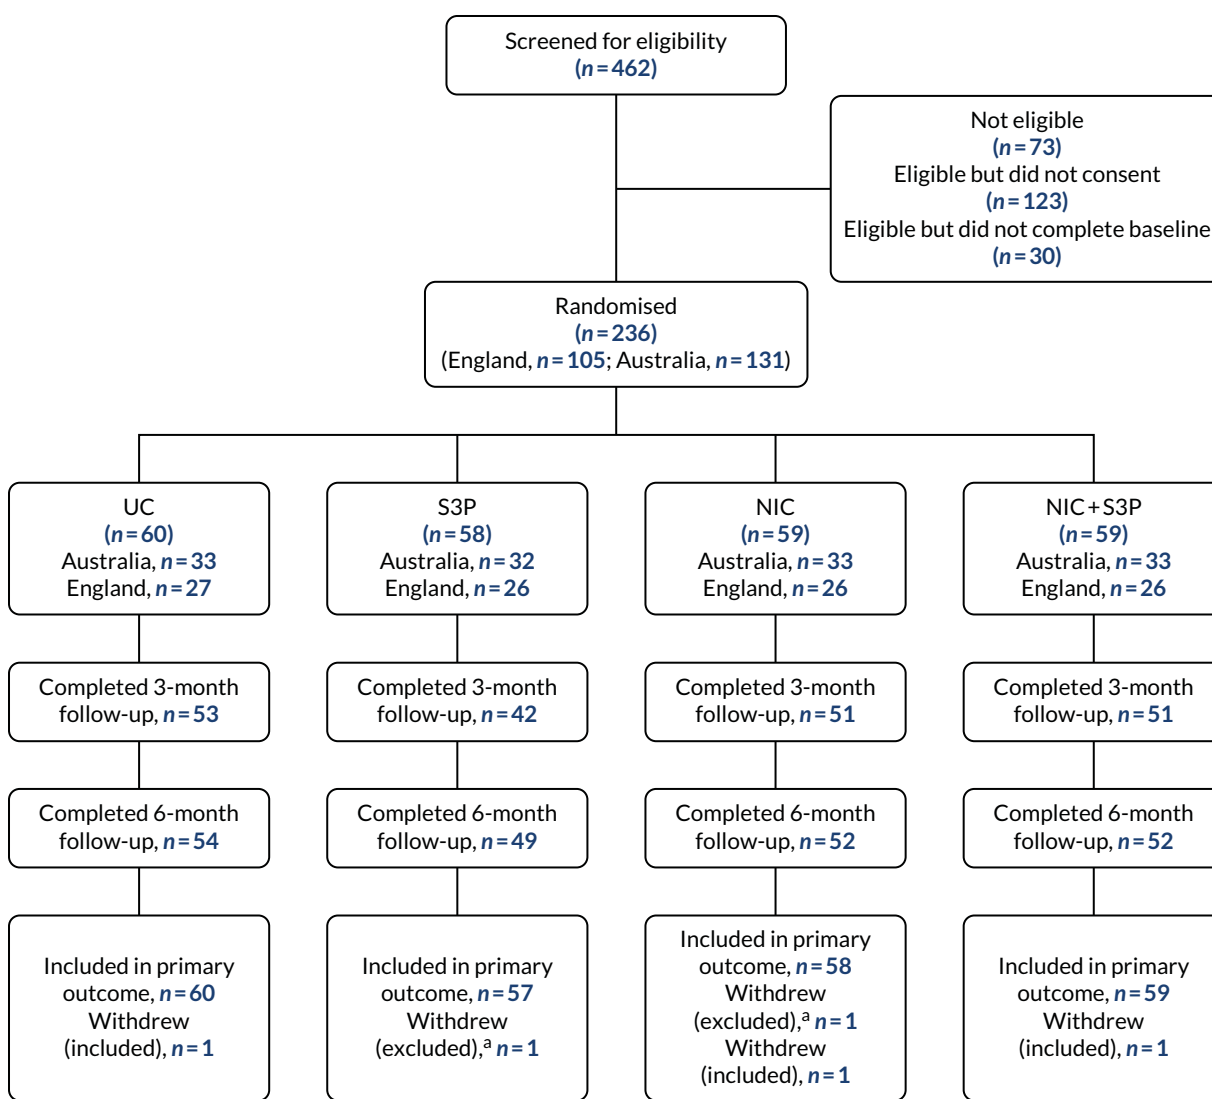 Screened for eligibility
(n=462)
Not eligible
(n=73)
Eligible but did not consent
(n=123)
Eligible but did not complete baseline
(n=30)
Randomised
(n=236)
(England, n=105; Australia, n=131)
UC
(n=60)
Australia, n=33
England, n=27
S3P
(n=58)
Australia, n=32
England, n=26
NIC
(n=59)
Australia, n=33
England, n=26
NIC+S3P
(n=59)
Australia, n=33
England, n=26
Completed 3-month
follow-up, n=53
Completed 3-month
follow-up, n=42
Completed 3-month
follow-up, n=51
Completed 3-month
follow-up, n=51
Completed 6-month
follow-up, n=54
Completed 6-month
follow-up, n=49
Completed 6-month
follow-up, n=52
Completed 6-month
follow-up, n=52
Included in primary
outcome, n=60
Withdrew
(included), n=1
Included in primary
outcome, n=57
Withdrew
(excluded),ᵃ n=1
Included in primary
outcome, n=58
Withdrew
(excluded),ᵃ n=1
Withdrew
(included), n=1
Included in primary
outcome, n=59
Withdrew
(included), n=1